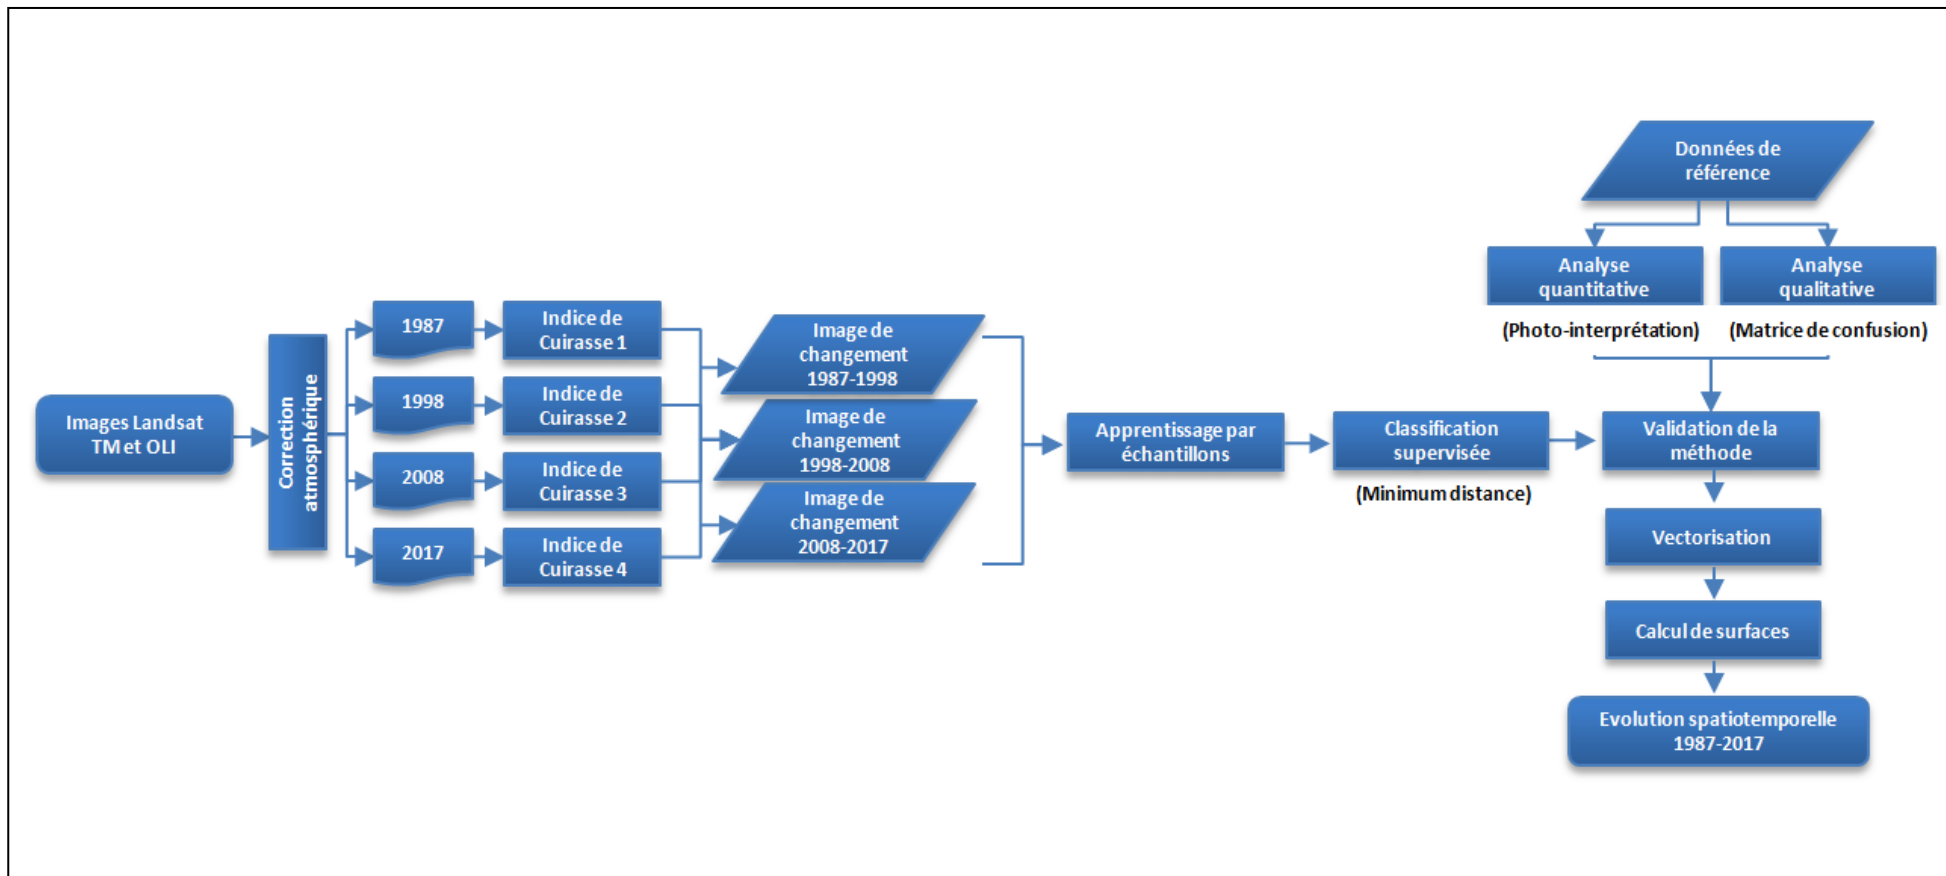 Images Landsat
TM et OLI
Correction
atmosphérique
1987
1998
2008
2017
Indice de
Cuirasse 1
Indice de
Cuirasse 2
Indice de
Cuirasse 3
Indice de
Cuirasse 4
Image de
changement
1987-1998
Image de
changement
1998-2008
Image de
changement
2008-2017
Apprentissage par
échantillons
Classification
supervisée
(Minimum distance)
Données de
référence
Analyse
quantitative
(Photo-interprétation)
Analyse
qualitative
(Matrice de confusion)
Validation de la
méthode
Vectorisation
Calcul de surfaces
Evolution spatiotemporelle
1987-2017